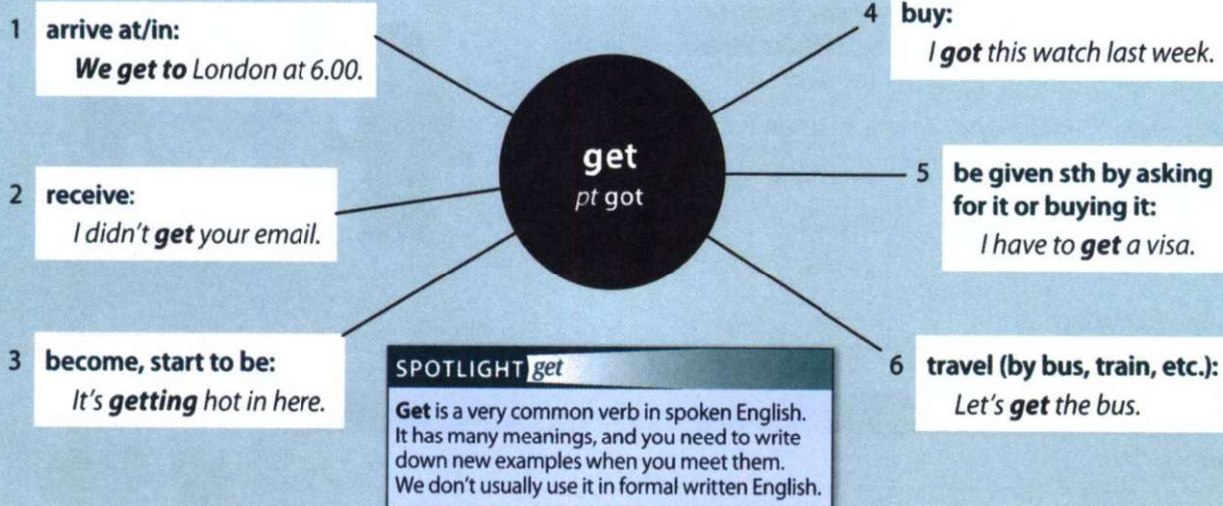 1 arrive at/in:
We get to London at 6.00.
2 receive:
I didn't get your email.
3 become, start to be:
It's getting hot in here.
get
pt got
4 buy:
I got this watch last week.
5 be given sth by asking
for it or buying it:
I have to get a visa.
6 travel (by bus, train, etc.):
Let's get the bus.
SPOTLIGHT get
Get is a very common verb in spoken English.
It has many meanings, and you need to write
down new examples when you meet them.
We don't usually use it in formal written English.